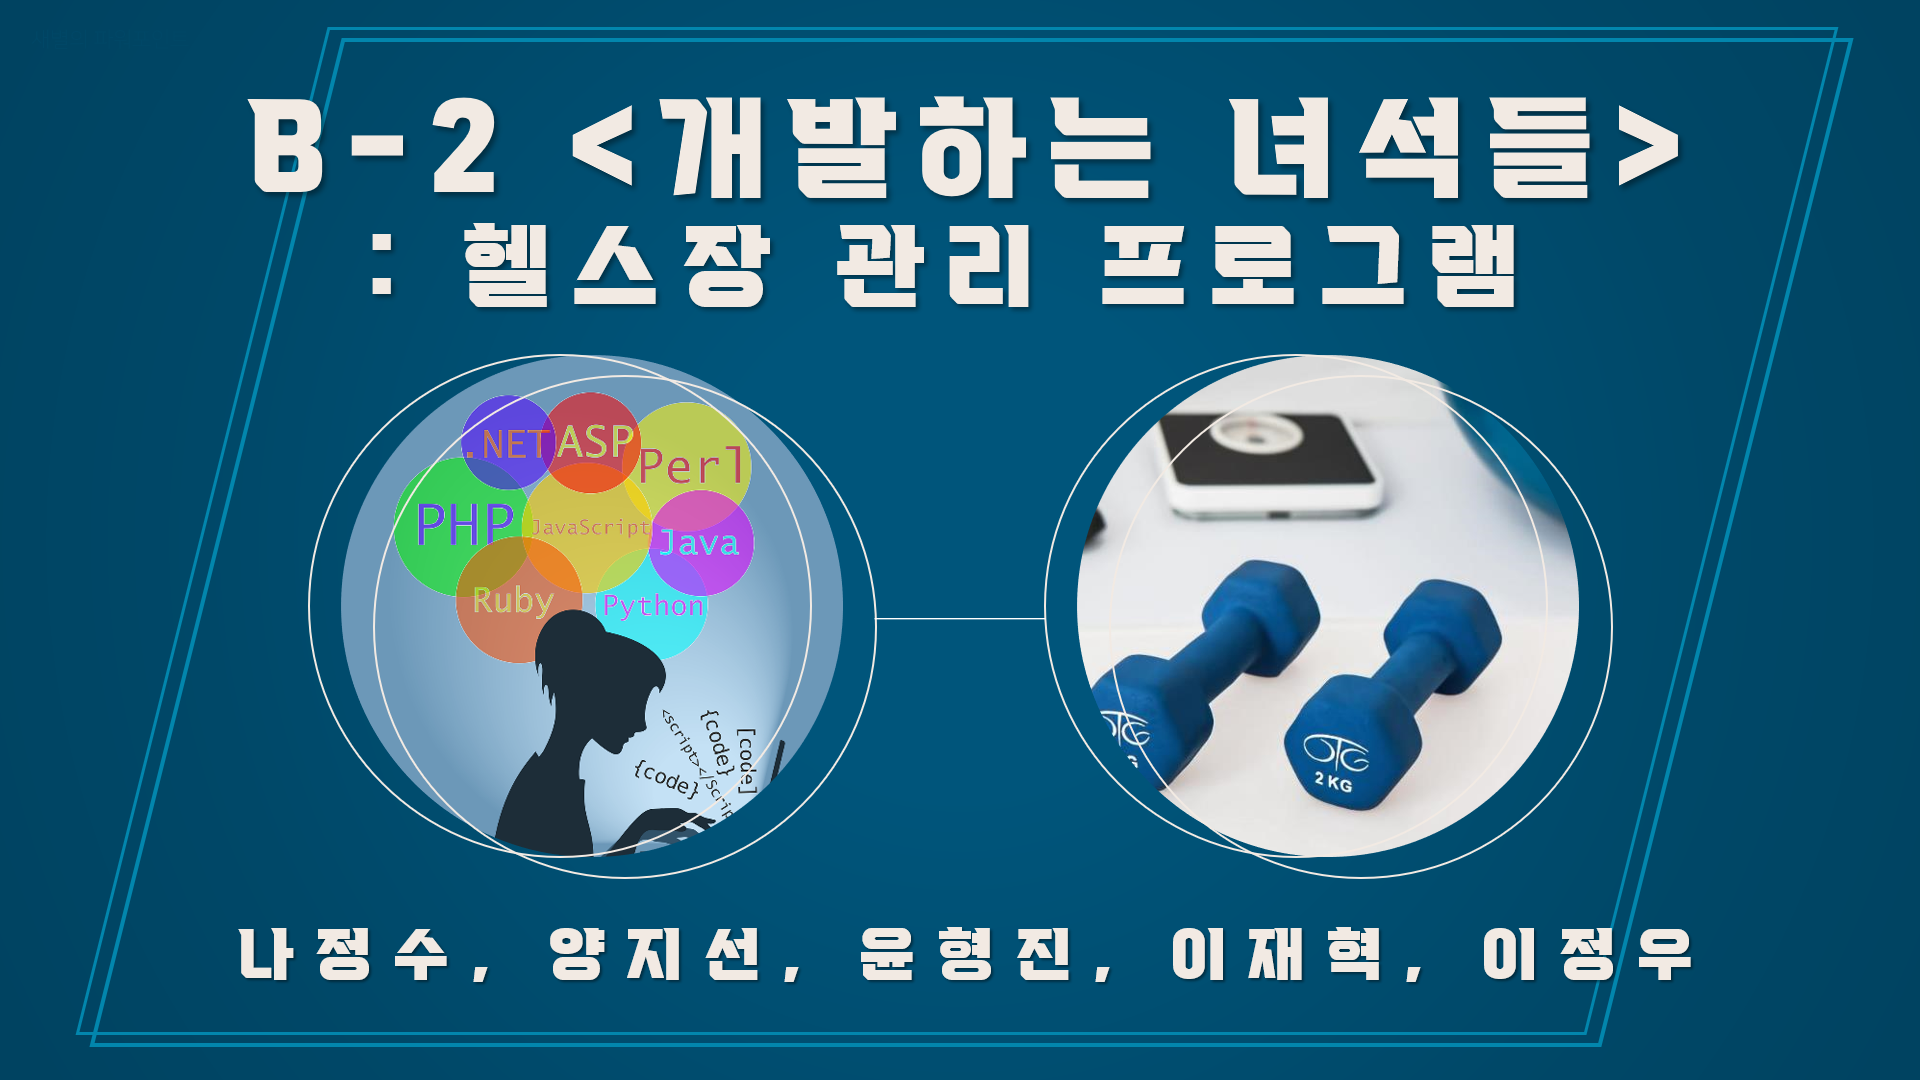 B-2 <개발하는 녀석들>
: 헬스장 관리 프로그램
.NET
ASP
Perl
PHP
JavaScript
Java
Ruby
Python
<script></scrip
{code}
[code]
{code}
OTG
OTG
2 KG
나정수, 양지선, 윤형진, 이재혁, 이정우